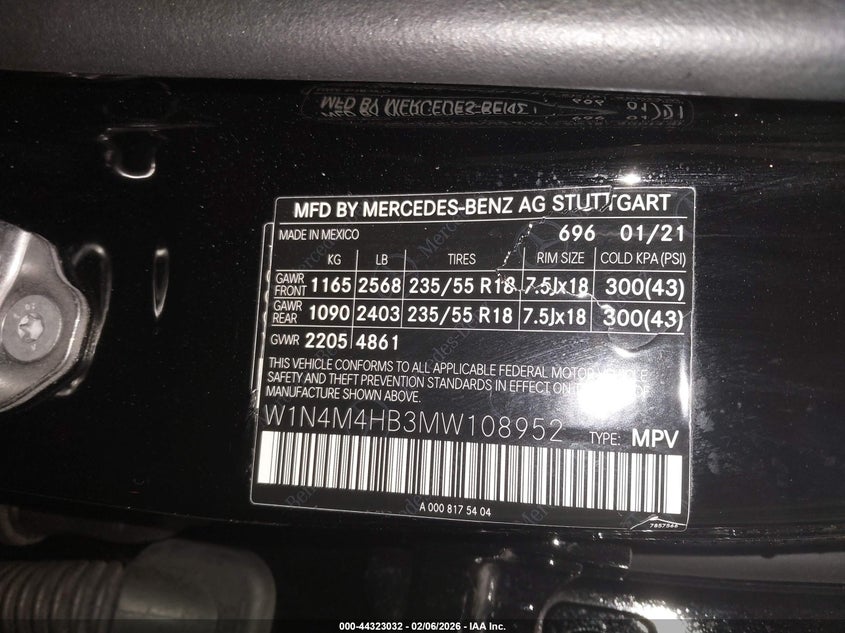 MFD BY MERCEDES-BENZ AG STUTTGART
MADE IN MEXICO 696 01/21
KG LB TIRES RIM SIZE COLD KPA (PSI)
GAWR FRONT 1165 2568 235/55 R18 7.5Jx18 300(43)
GAWR REAR 1090 2403 235/55 R18 7.5Jx18 300(43)
GVWR 2205 4861
THIS VEHICLE CONFORMS TO ALL APPLICABLE FEDERAL MOTOR VEHICLE
SAFETY AND THEFT PREVENTION STANDARDS IN EFFECT ON THE DATE OF
MANUFACTURE SHOWN ABOVE.
W1N4M4HB3MW108952 TYPE: MPV
A 000 817 54 04
7857568
000-44323032 - 02/06/2026 - IAA Inc.